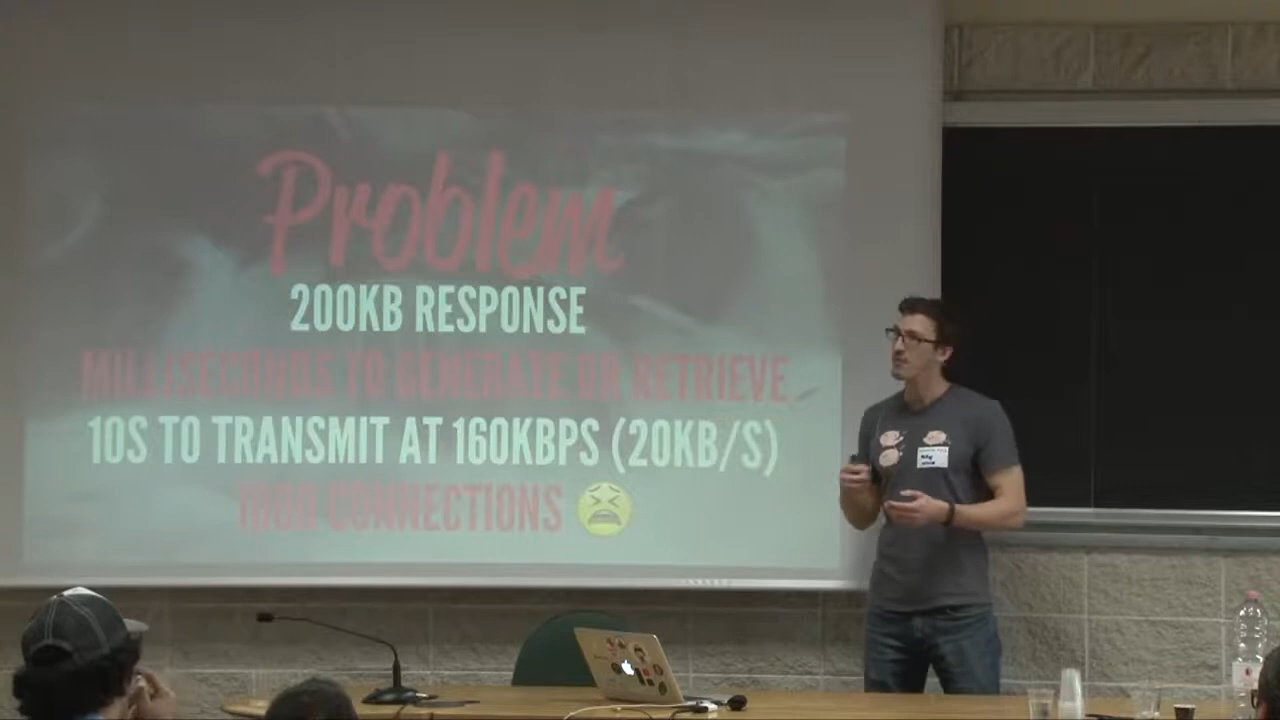 Problem
200KB RESPONSE
MILLISECONDS TO GENERATE OR RETRIEVE
10S TO TRANSMIT AT 160KBPS (20KB/S)
1000 CONNECTIONS